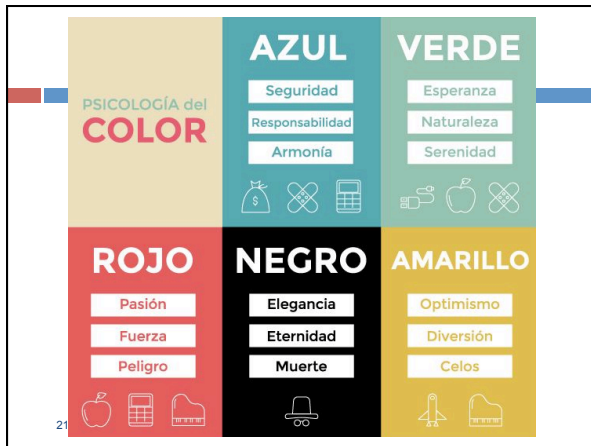 PSICOLOGÍA del
COLOR
AZUL
Seguridad
Responsabilidad
Armonía
$
VERDE
Esperanza
Naturaleza
Serenidad
ROJO
Pasión
Fuerza
Peligro
NEGRO
Elegancia
Eternidad
Muerte
AMARILLO
Optimismo
Diversión
Celos
21